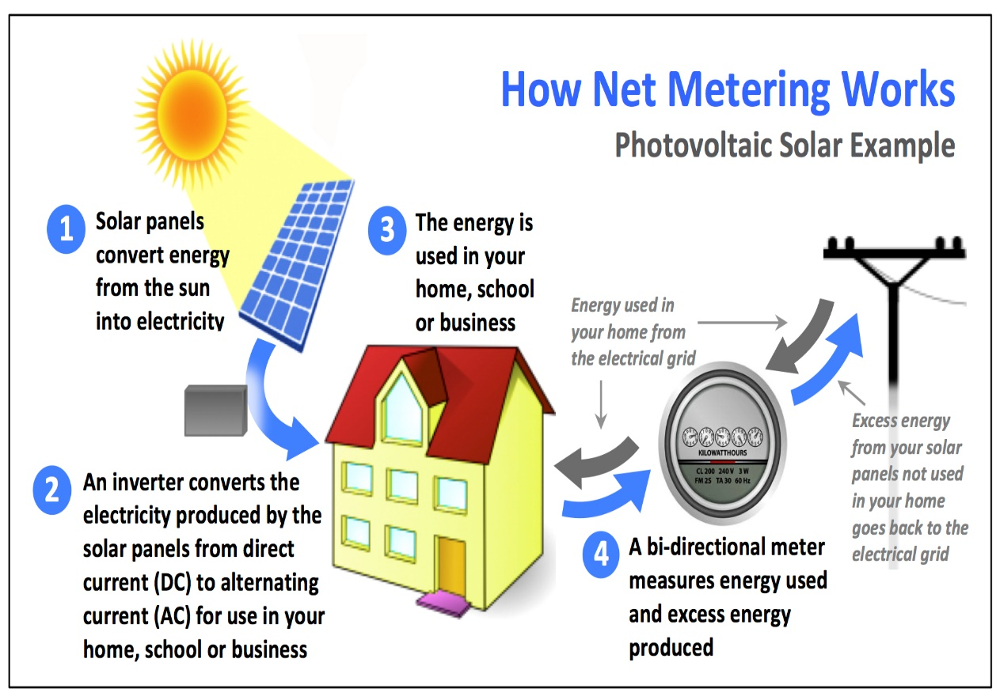 How Net Metering Works
Photovoltaic Solar Example
1
Solar panels
convert energy
from the sun
into electricity
2
An inverter converts the
electricity produced by the
solar panels from direct
current (DC) to alternating
current (AC) for use in your
home, school or business
3
The energy is
used in your
home, school
or business
Energy used in
your home from
the electrical grid
KILOWATTHOURS
CL 200 240 V 3 W
FM 2S TA 30 60 Hz
4
A bi-directional meter
measures energy used
and excess energy
produced
Excess energy
from your solar
panels not used
in your home
goes back to the
electrical grid